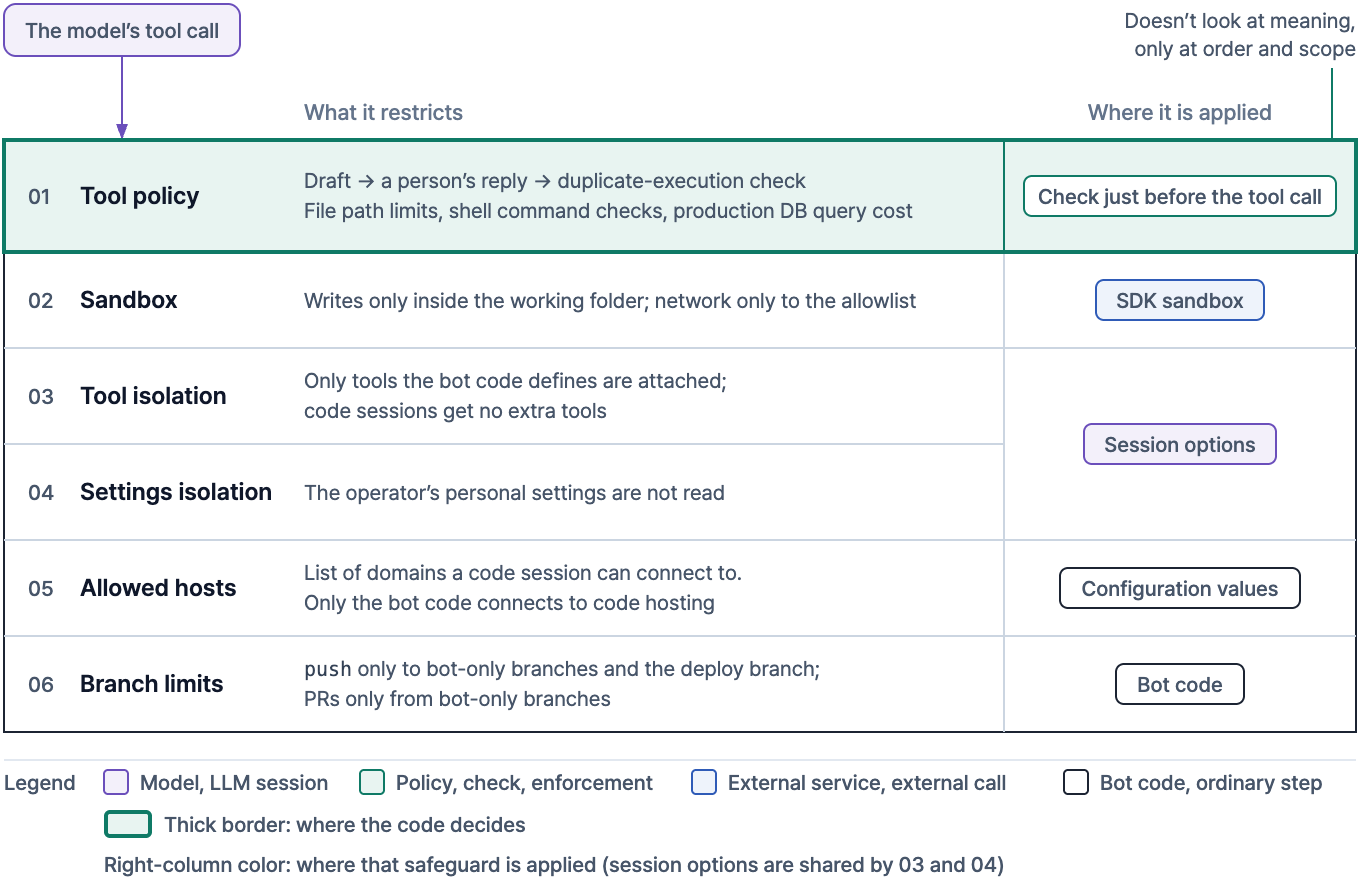 The model’s tool call
Doesn’t look at meaning,
only at order and scope
What it restricts
Where it is applied
01 Tool policy
Draft → a person’s reply → duplicate-execution check
File path limits, shell command checks, production DB query cost
Check just before the tool call
02 Sandbox
Writes only inside the working folder; network only to the allowlist
SDK sandbox
03 Tool isolation
Only tools the bot code defines are attached;
code sessions get no extra tools
Session options
04 Settings isolation
The operator’s personal settings are not read
05 Allowed hosts
List of domains a code session can connect to.
Only the bot code connects to code hosting
Configuration values
06 Branch limits
push only to bot-only branches and the deploy branch;
PRs only from bot-only branches
Bot code
Legend
Model, LLM session
Policy, check, enforcement
External service, external call
Bot code, ordinary step
Thick border: where the code decides
Right-column color: where that safeguard is applied (session options are shared by 03 and 04)